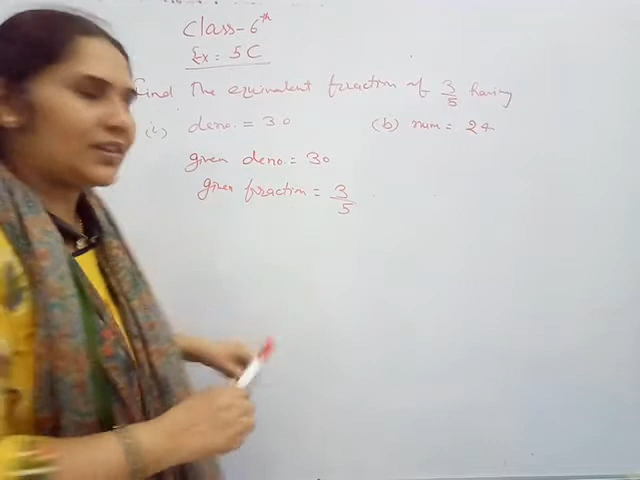 Class-6th
Ex: 5C
Find The equivalent fraction of 3/5 having
(i) deno. = 30 (b) num = 24
given deno. = 30
given fraction = 3/5